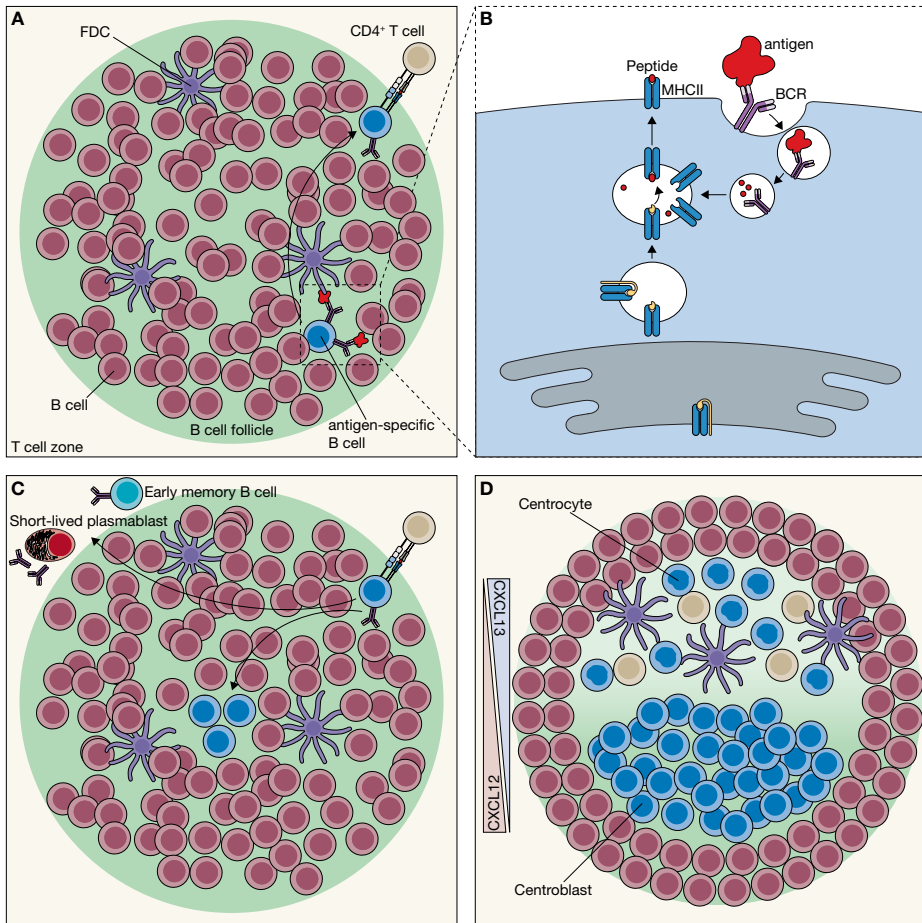 A
FDC
CD4⁺ T cell
B cell
B cell follicle
antigen-specific
B cell
T cell zone
B
antigen
Peptide
MHCII
BCR
C
Early memory B cell
Short-lived plasmablast
D
Centrocyte
CXCL13
CXCL12
Centroblast